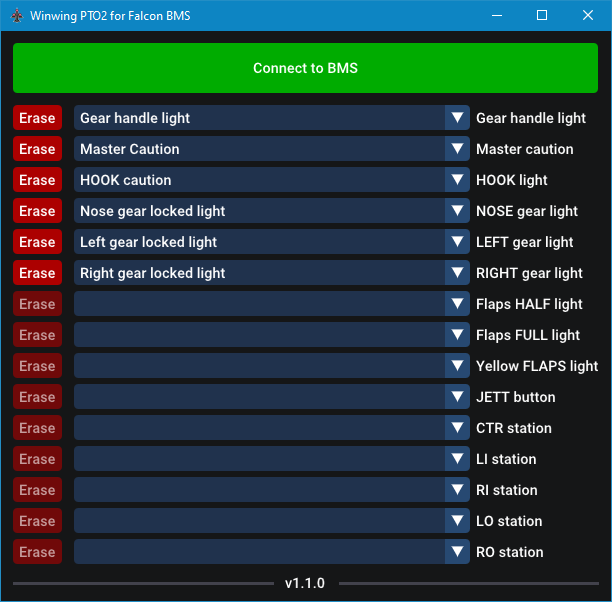 Winwing PTO2 for Falcon BMS
Connect to BMS
Erase Gear handle light Gear handle light
Erase Master Caution Master caution
Erase HOOK caution HOOK light
Erase Nose gear locked light NOSE gear light
Erase Left gear locked light LEFT gear light
Erase Right gear locked light RIGHT gear light
Erase Flaps HALF light
Erase Flaps FULL light
Erase Yellow FLAPS light
Erase JETT button
Erase CTR station
Erase LI station
Erase RI station
Erase LO station
Erase RO station
v1.1.0